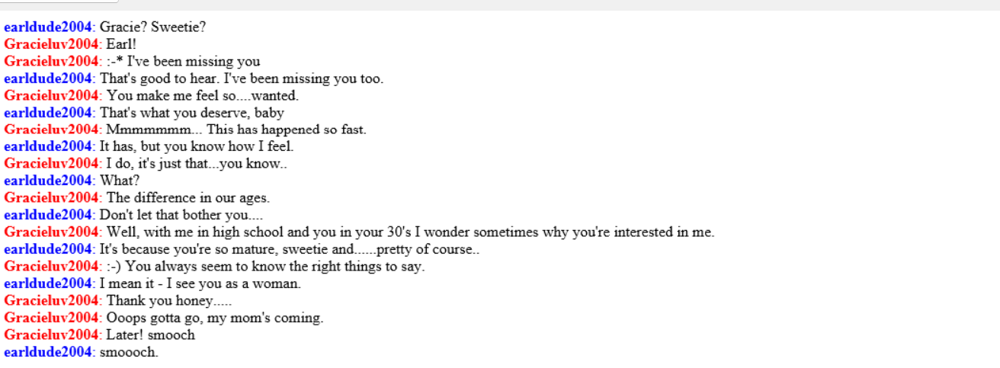 earldude2004: Gracie? Sweetie?
Gracieluv2004: Earl!
Gracieluv2004: :-* I've been missing you
earldude2004: That's good to hear. I've been missing you too.
Gracieluv2004: You make me feel so....wanted.
earldude2004: That's what you deserve, baby
Gracieluv2004: Mmmmmmm... This has happened so fast.
earldude2004: It has, but you know how I feel.
Gracieluv2004: I do, it's just that...you know..
earldude2004: What?
Gracieluv2004: The difference in our ages.
earldude2004: Don't let that bother you....
Gracieluv2004: Well, with me in high school and you in your 30's I wonder sometimes why you're interested in me.
earldude2004: It's because you're so mature, sweetie and......pretty of course..
Gracieluv2004: :-) You always seem to know the right things to say.
earldude2004: I mean it - I see you as a woman.
Gracieluv2004: Thank you honey.....
Gracieluv2004: Ooops gotta go, my mom's coming.
Gracieluv2004: Later! smooch
earldude2004: smoooch.